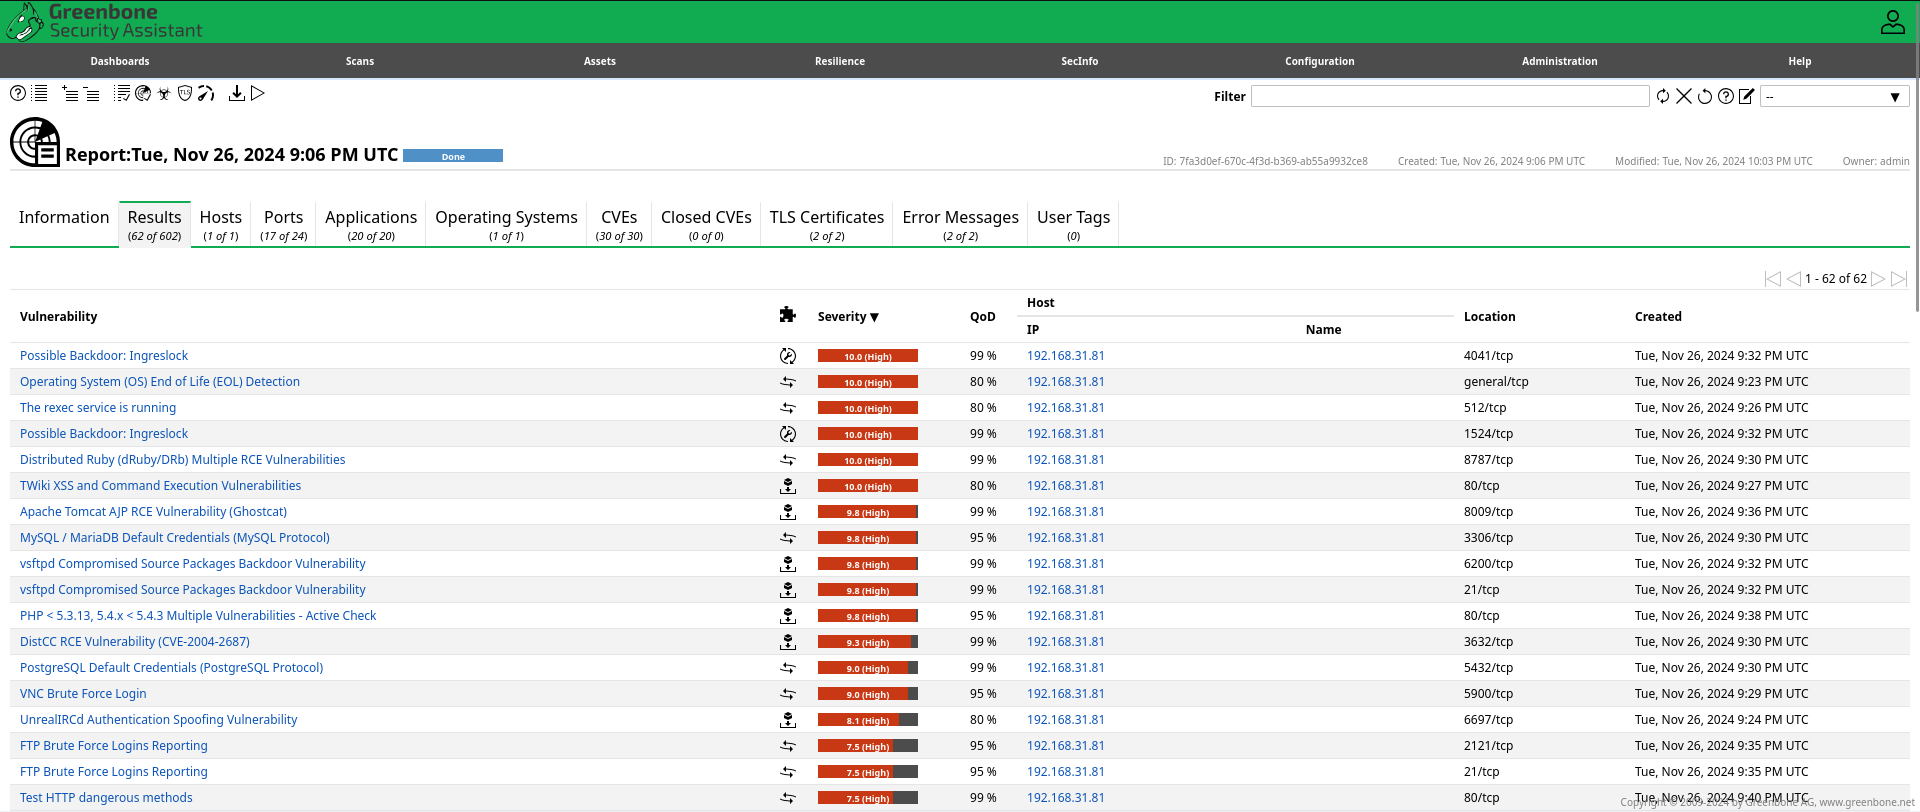 Greenbone
Security Assistant
Dashboards Scans Assets Resilience SecInfo Configuration Administration Help
Filter --
Report:Tue, Nov 26, 2024 9:06 PM UTC Done
ID: 7fa3d0ef-670c-4f3d-b369-ab55a9932ce8 Created: Tue, Nov 26, 2024 9:06 PM UTC Modified: Tue, Nov 26, 2024 10:03 PM UTC Owner: admin
Information Results Hosts Ports Applications Operating Systems CVEs Closed CVEs TLS Certificates Error Messages User Tags
(62 of 602) (1 of 1) (17 of 24) (20 of 20) (1 of 1) (30 of 30) (0 of 0) (2 of 2) (2 of 2) (0)
1 - 62 of 62
Host
Vulnerability Severity ▼ QoD Location Created
IP Name
Possible Backdoor: Ingreslock 10.0 (High) 99 % 192.168.31.81 4041/tcp Tue, Nov 26, 2024 9:32 PM UTC
Operating System (OS) End of Life (EOL) Detection 10.0 (High) 80 % 192.168.31.81 general/tcp Tue, Nov 26, 2024 9:23 PM UTC
The rexec service is running 10.0 (High) 80 % 192.168.31.81 512/tcp Tue, Nov 26, 2024 9:26 PM UTC
Possible Backdoor: Ingreslock 10.0 (High) 99 % 192.168.31.81 1524/tcp Tue, Nov 26, 2024 9:32 PM UTC
Distributed Ruby (dRuby/DRb) Multiple RCE Vulnerabilities 10.0 (High) 99 % 192.168.31.81 8787/tcp Tue, Nov 26, 2024 9:30 PM UTC
TWiki XSS and Command Execution Vulnerabilities 10.0 (High) 80 % 192.168.31.81 80/tcp Tue, Nov 26, 2024 9:27 PM UTC
Apache Tomcat AJP RCE Vulnerability (Ghostcat) 9.8 (High) 99 % 192.168.31.81 8009/tcp Tue, Nov 26, 2024 9:36 PM UTC
MySQL / MariaDB Default Credentials (MySQL Protocol) 9.8 (High) 95 % 192.168.31.81 3306/tcp Tue, Nov 26, 2024 9:30 PM UTC
vsftpd Compromised Source Packages Backdoor Vulnerability 9.8 (High) 99 % 192.168.31.81 6200/tcp Tue, Nov 26, 2024 9:32 PM UTC
vsftpd Compromised Source Packages Backdoor Vulnerability 9.8 (High) 99 % 192.168.31.81 21/tcp Tue, Nov 26, 2024 9:32 PM UTC
PHP < 5.3.13, 5.4.x < 5.4.3 Multiple Vulnerabilities - Active Check 9.8 (High) 95 % 192.168.31.81 80/tcp Tue, Nov 26, 2024 9:38 PM UTC
DistCC RCE Vulnerability (CVE-2004-2687) 9.3 (High) 99 % 192.168.31.81 3632/tcp Tue, Nov 26, 2024 9:30 PM UTC
PostgreSQL Default Credentials (PostgreSQL Protocol) 9.0 (High) 99 % 192.168.31.81 5432/tcp Tue, Nov 26, 2024 9:30 PM UTC
VNC Brute Force Login 9.0 (High) 95 % 192.168.31.81 5900/tcp Tue, Nov 26, 2024 9:29 PM UTC
UnrealIRCd Authentication Spoofing Vulnerability 8.1 (High) 80 % 192.168.31.81 6697/tcp Tue, Nov 26, 2024 9:24 PM UTC
FTP Brute Force Logins Reporting 7.5 (High) 95 % 192.168.31.81 2121/tcp Tue, Nov 26, 2024 9:35 PM UTC
FTP Brute Force Logins Reporting 7.5 (High) 95 % 192.168.31.81 21/tcp Tue, Nov 26, 2024 9:35 PM UTC
Test HTTP dangerous methods 7.5 (High) 99 % 192.168.31.81 80/tcp Tue, Nov 26, 2024 9:40 PM UTC
Copyright © 2009-2024 by Greenbone AG, www.greenbone.net